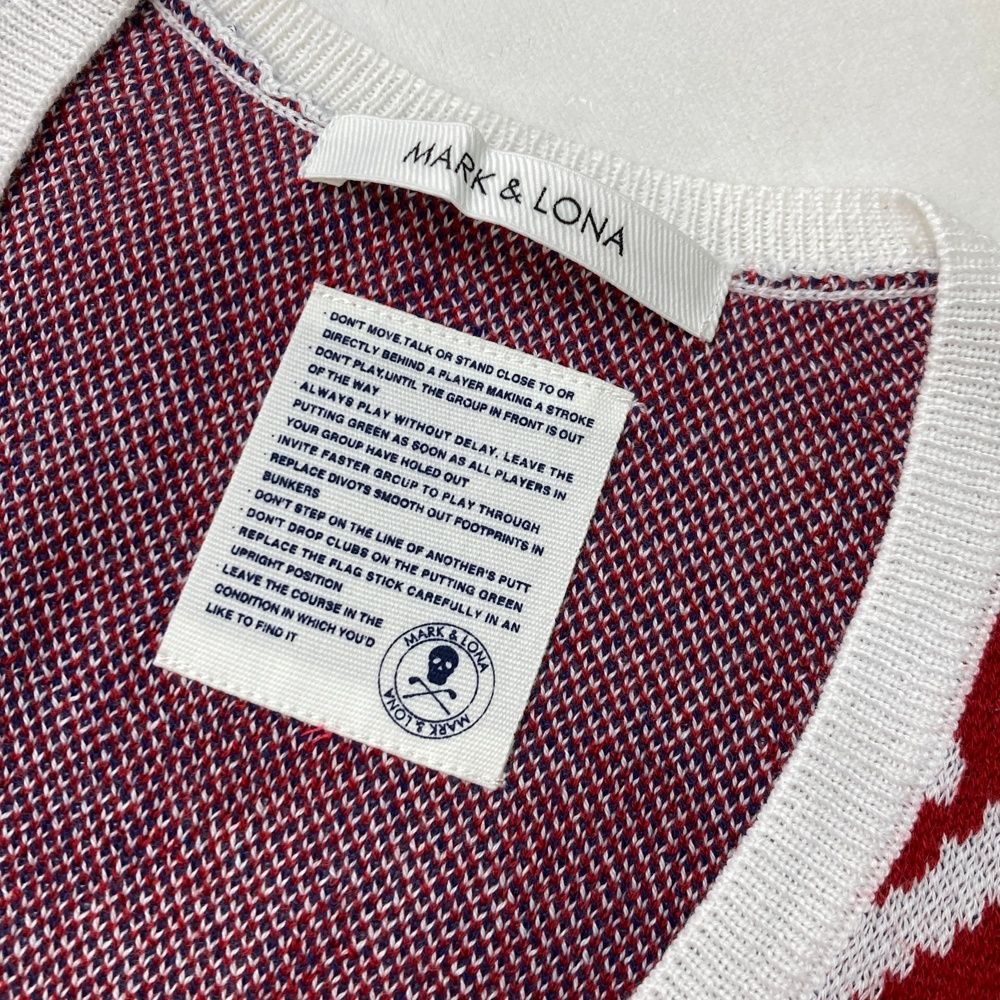 MARK & LONA
· DON'T MOVE,TALK OR STAND CLOSE TO OR
DIRECTLY BEHIND A PLAYER MAKING A STROKE
· DON'T PLAY,UNTIL THE GROUP IN FRONT IS OUT
OF THE WAY
· ALWAYS PLAY WITHOUT DELAY. LEAVE THE
PUTTING GREEN AS SOON AS ALL PLAYERS IN
YOUR GROUP HAVE HOLED OUT
· INVITE FASTER GROUP TO PLAY THROUGH
REPLACE DIVOTS SMOOTH OUT FOOTPRINTS IN
BUNKERS
· DON'T STEP ON THE LINE OF ANOTHER'S PUTT
· DON'T DROP CLUBS ON THE PUTTING GREEN
· REPLACE THE FLAG STICK CAREFULLY IN AN
UPRIGHT POSITION
· LEAVE THE COURSE IN THE
CONDITION IN WHICH YOU'D
LIKE TO FIND IT
MARK & LONA
MARK & LONA